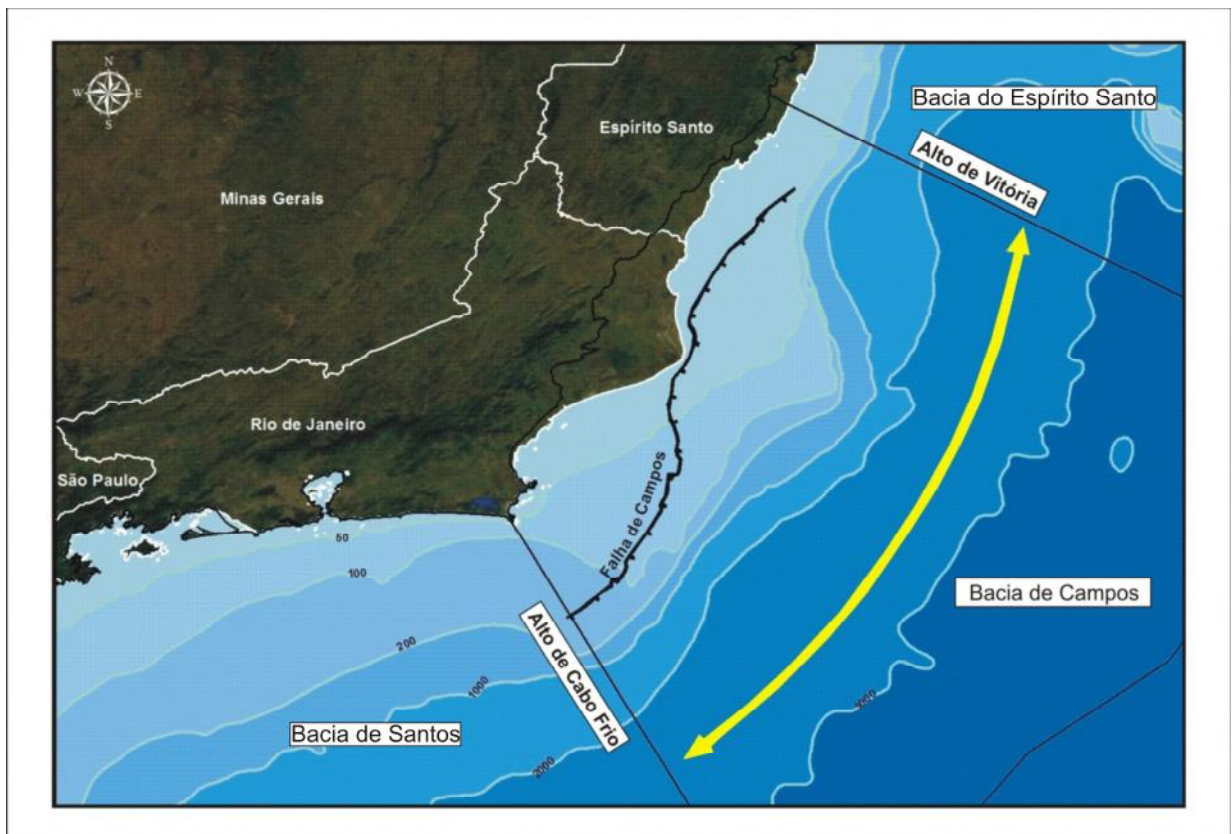 N
W
E
S
Bacia do Espírito Santo
Espírito Santo
Alto de Vitória
Minas Gerais
Rio de Janeiro
São Paulo
Falha de Campos
50
100
Bacia de Campos
200
1000
Alto de Cabo Frio
3000
Bacia de Santos
2000